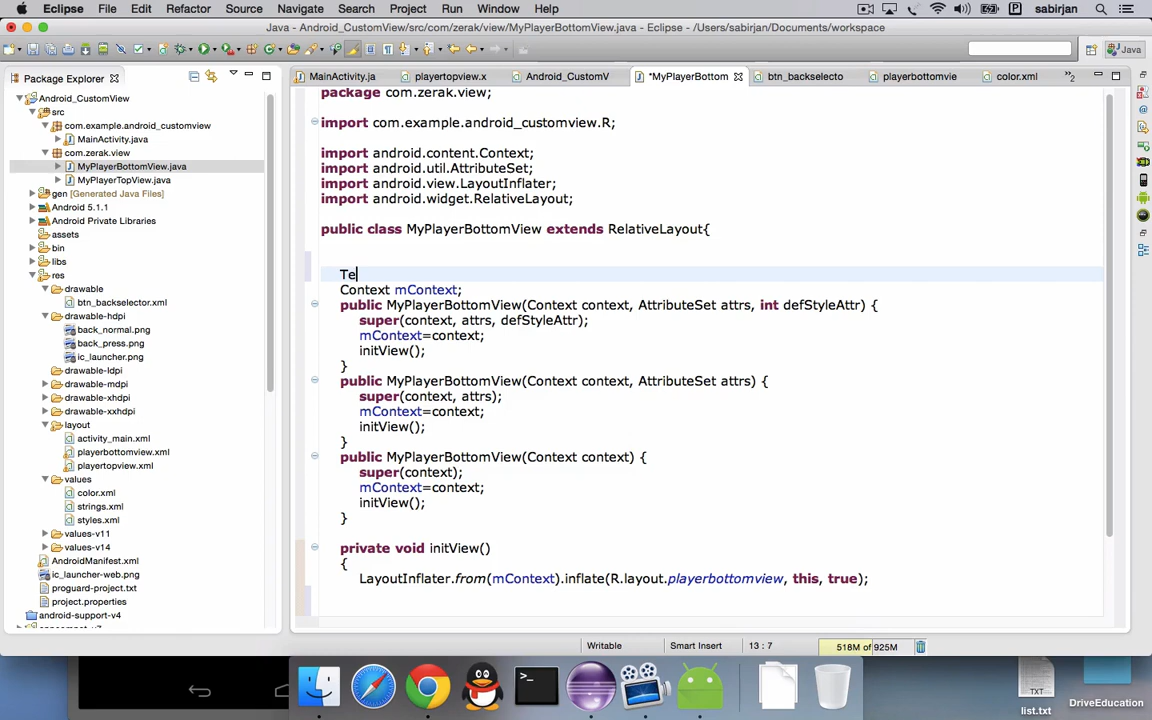 Eclipse File Edit Source Refactor Navigate Search Project Run Window Help sabirjan
Java - Android_CustomView/src/com/zerak/view/MyPlayerBottomView.java - Eclipse - /Users/sabirjan/Documents/workspace
Java
Package Explorer
MainActivity.ja playertopview.x Android_CustomV *MyPlayerBottom btn_backselecto playerbottomvie color.xml »2
Android_CustomView
src
com.example.android_customview
MainActivity.java
com.zerak.view
MyPlayerBottomView.java
MyPlayerTopView.java
gen [Generated Java Files]
Android 5.1.1
Android Private Libraries
assets
bin
libs
res
drawable
btn_backselector.xml
drawable-hdpi
back_normal.png
back_press.png
ic_launcher.png
drawable-ldpi
drawable-mdpi
drawable-xhdpi
drawable-xxhdpi
layout
activity_main.xml
playerbottomview.xml
playertopview.xml
values
color.xml
strings.xml
styles.xml
values-v11
values-v14
AndroidManifest.xml
ic_launcher-web.png
proguard-project.txt
project.properties
android-support-v4
package com.zerak.view;
import com.example.android_customview.R;
import android.content.Context;
import android.util.AttributeSet;
import android.view.LayoutInflater;
import android.widget.RelativeLayout;
public class MyPlayerBottomView extends RelativeLayout{
Te
Context mContext;
public MyPlayerBottomView(Context context, AttributeSet attrs, int defStyleAttr) {
super(context, attrs, defStyleAttr);
mContext=context;
initView();
}
public MyPlayerBottomView(Context context, AttributeSet attrs) {
super(context, attrs);
mContext=context;
initView();
}
public MyPlayerBottomView(Context context) {
super(context);
mContext=context;
initView();
}
private void initView()
{
LayoutInflater.from(mContext).inflate(R.layout.playerbottomview, this, true);
Writable Smart Insert 13 : 7 518M of 925M
TXT
list.txt
DriveEducation